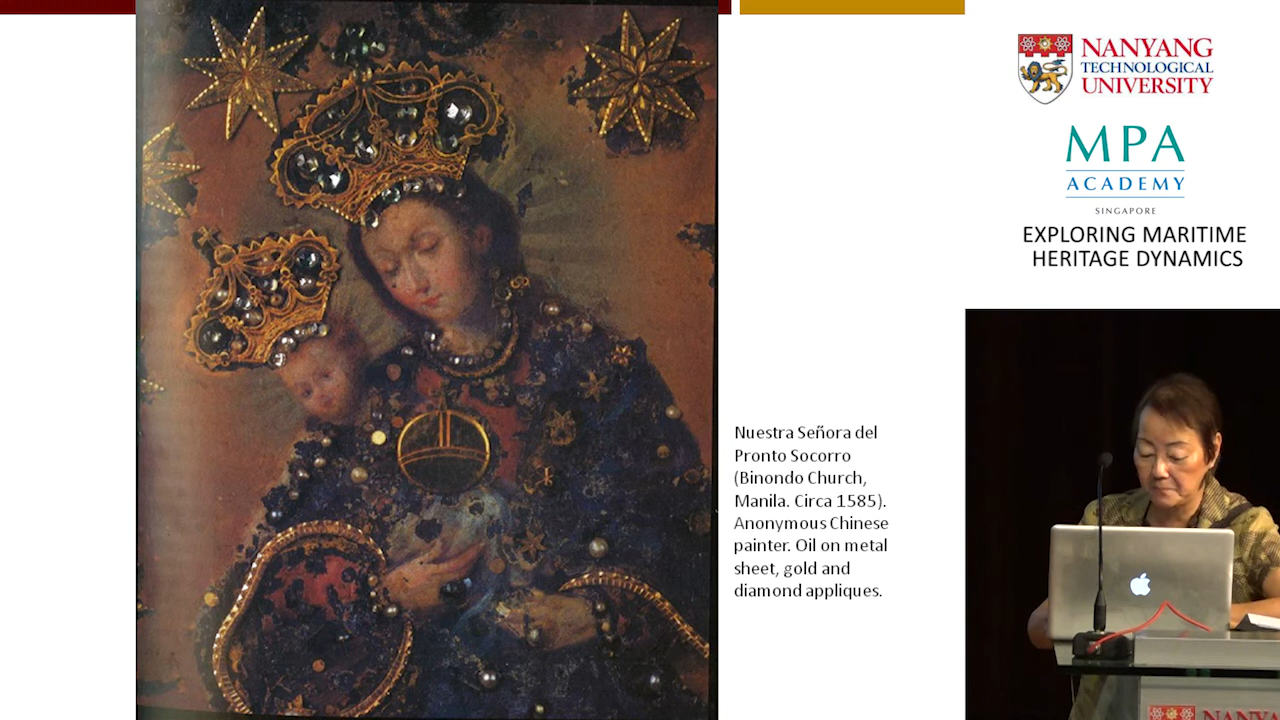 NANYANG
TECHNOLOGICAL
UNIVERSITY
MPA
ACADEMY
SINGAPORE
EXPLORING MARITIME
HERITAGE DYNAMICS
Nuestra Señora del
Pronto Socorro
(Binondo Church,
Manila. Circa 1585).
Anonymous Chinese
painter. Oil on metal
sheet, gold and
diamond appliques.
NANYANG